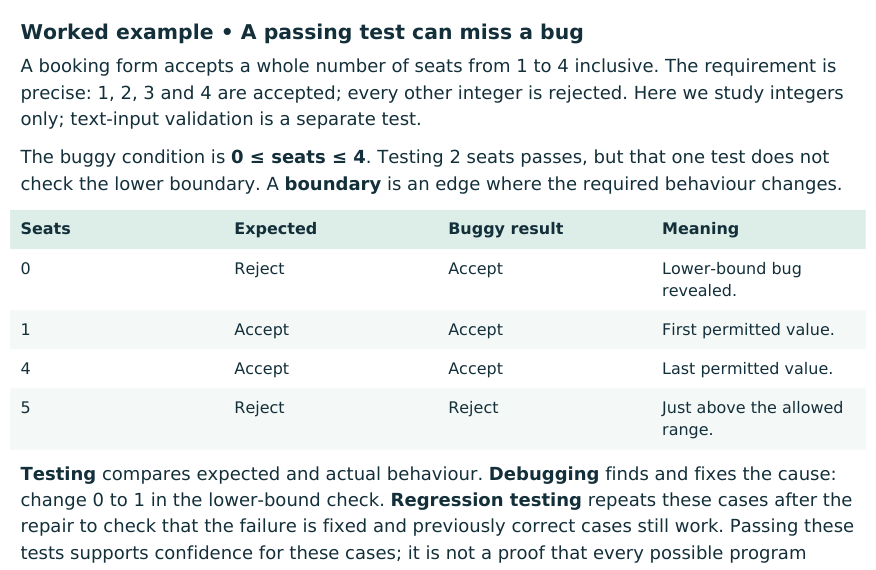 Worked example • A passing test can miss a bug
A booking form accepts a whole number of seats from 1 to 4 inclusive. The requirement is
precise: 1, 2, 3 and 4 are accepted; every other integer is rejected. Here we study integers
only; text-input validation is a separate test.
The buggy condition is 0 ≤ seats ≤ 4. Testing 2 seats passes, but that one test does not
check the lower boundary. A boundary is an edge where the required behaviour changes.
Seats Expected Buggy result Meaning
0 Reject Accept Lower-bound bug
revealed.
1 Accept Accept First permitted value.
4 Accept Accept Last permitted value.
5 Reject Reject Just above the allowed
range.
Testing compares expected and actual behaviour. Debugging finds and fixes the cause:
change 0 to 1 in the lower-bound check. Regression testing repeats these cases after the
repair to check that the failure is fixed and previously correct cases still work. Passing these
tests supports confidence for these cases; it is not a proof that every possible program